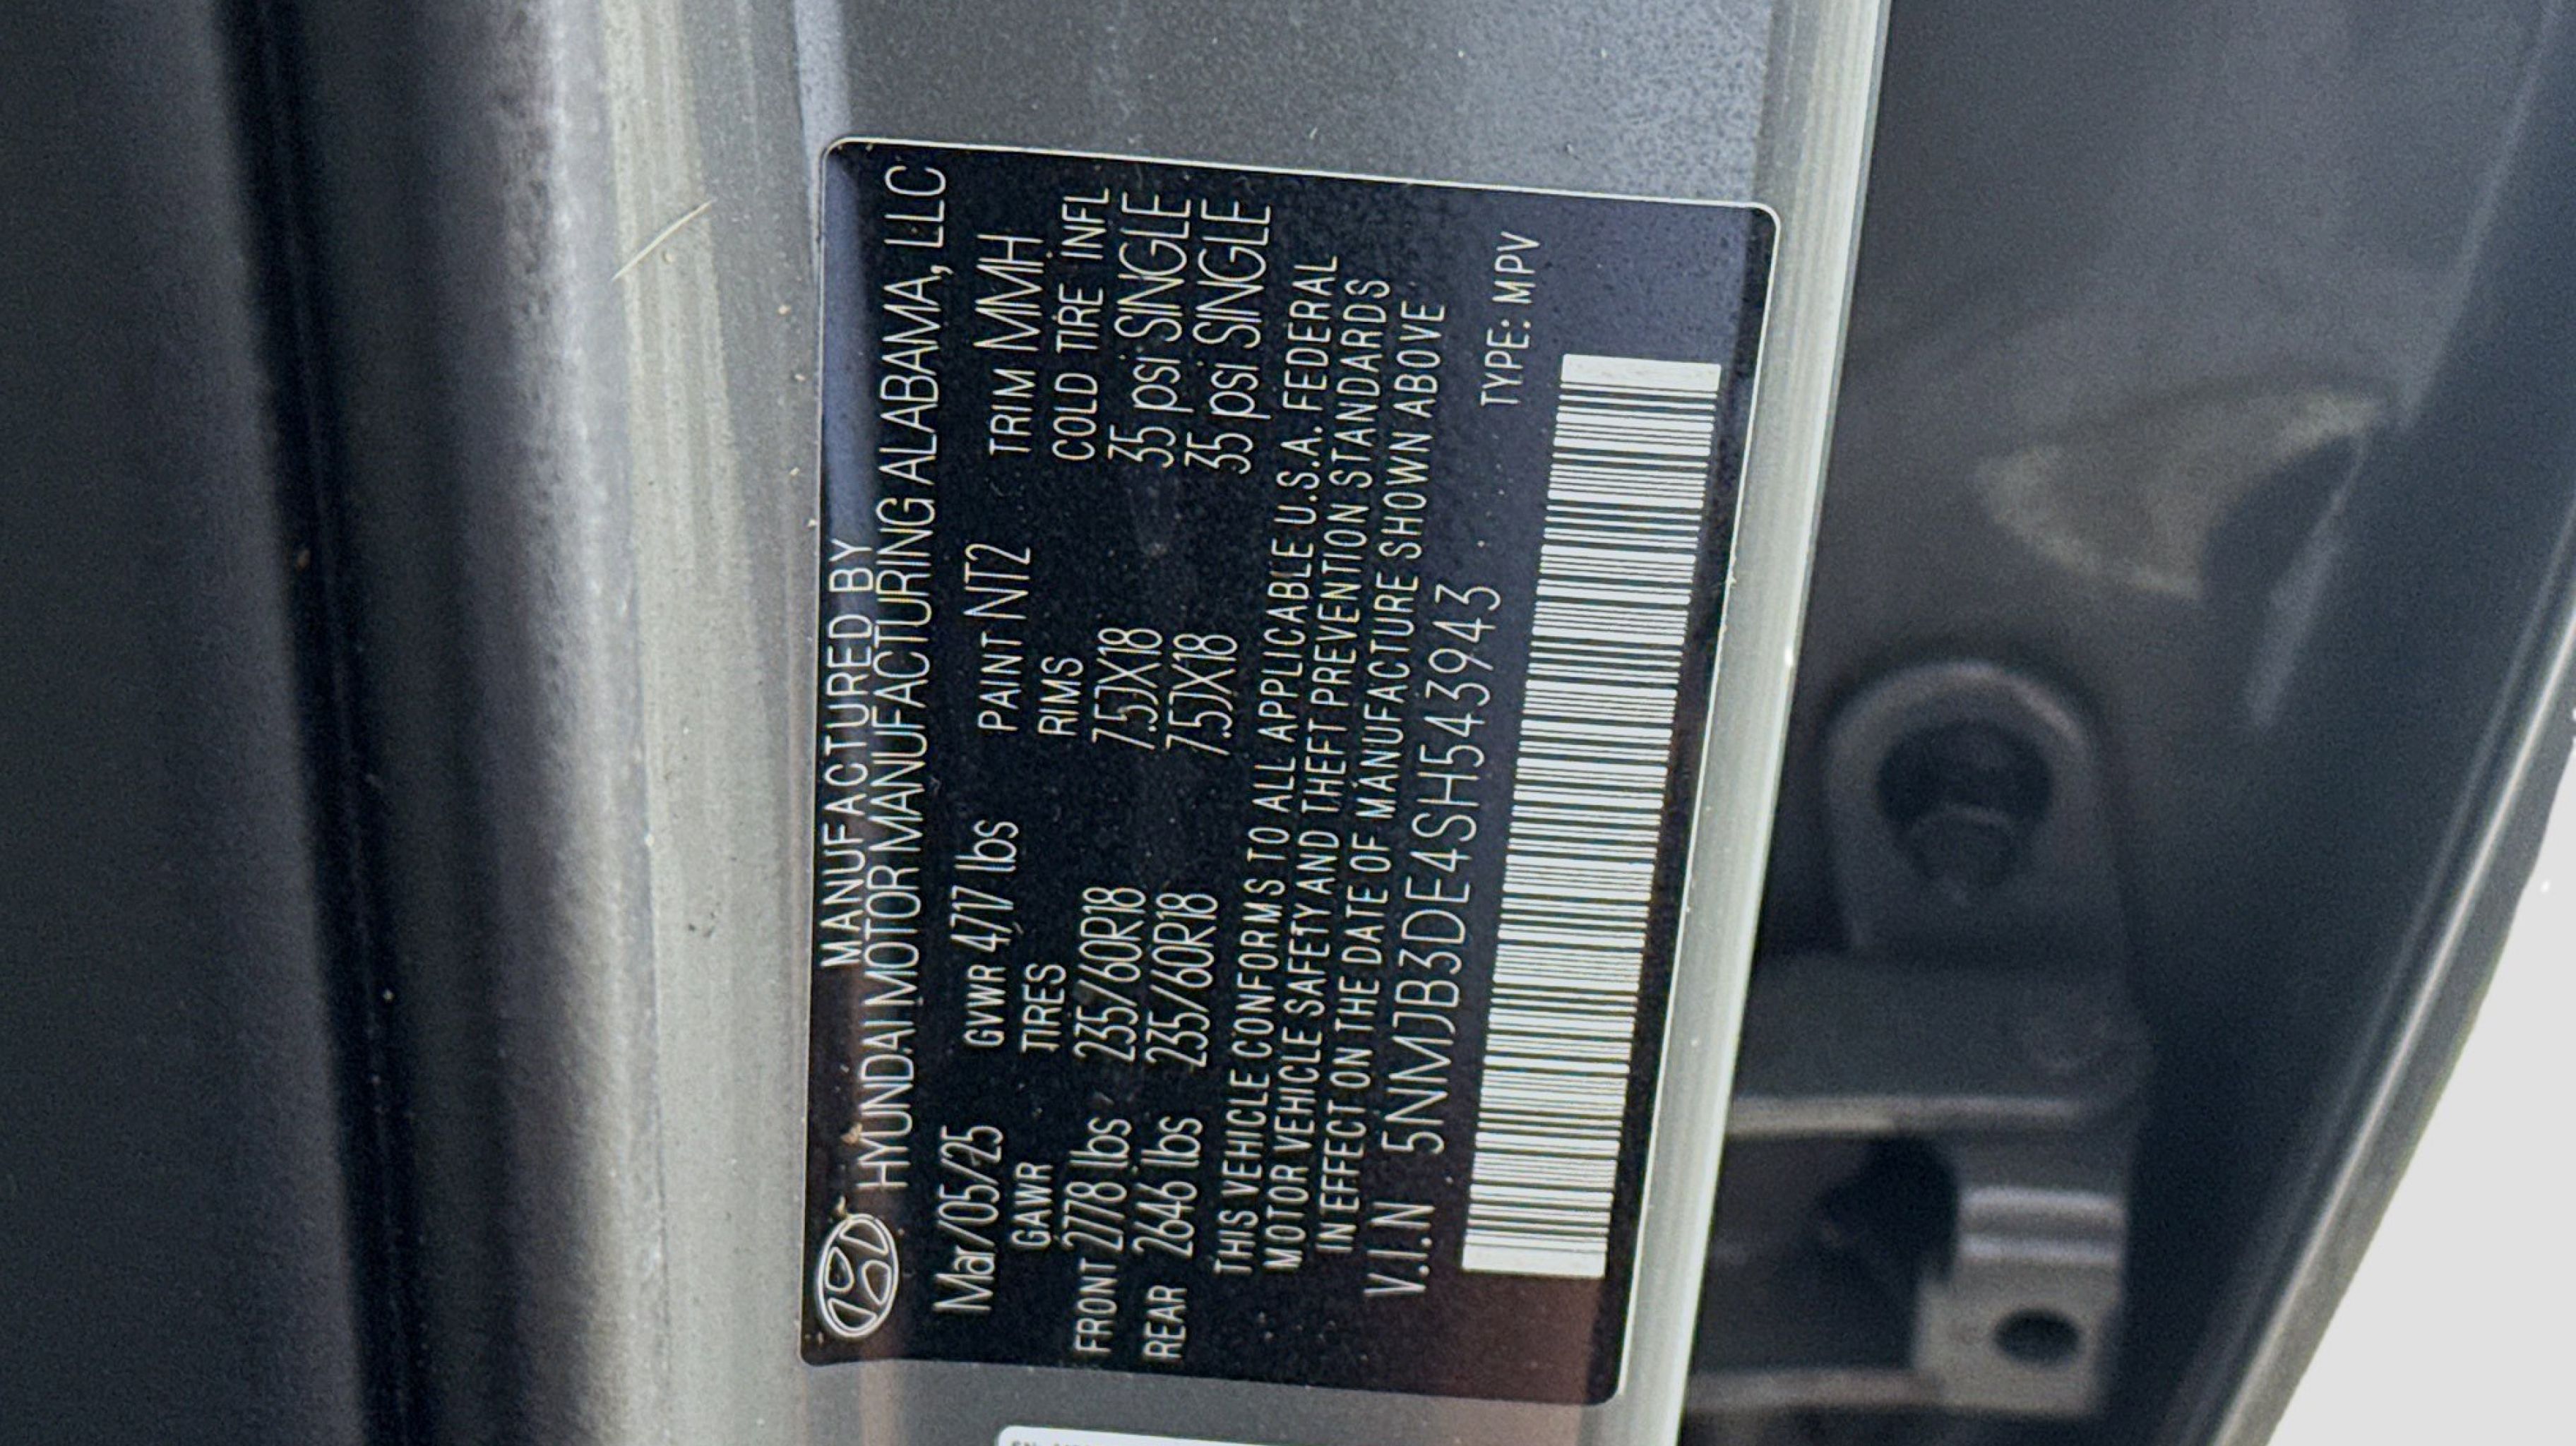 MANUFACTURED BY
HYUNDAI MOTOR MANUFACTURING ALABAMA, LLC
Mar/05/25 GVWR 4717 lbs PAINT NT2 TRIM MMH
GAWR TIRES RIMS COLD TIRE INFL
FRONT 2778 lbs 235/60R18 7.5JX18 35 psi SINGLE
REAR 2646 lbs 235/60R18 7.5JX18 35 psi SINGLE
THIS VEHICLE CONFORMS TO ALL APPLICABLE U.S.A. FEDERAL
MOTOR VEHICLE SAFETY AND THEFT PREVENTION STANDARDS
IN EFFECT ON THE DATE OF MANUFACTURE SHOWN ABOVE
V.I.N 5NMJB3DE4SH543943
TYPE: MPV